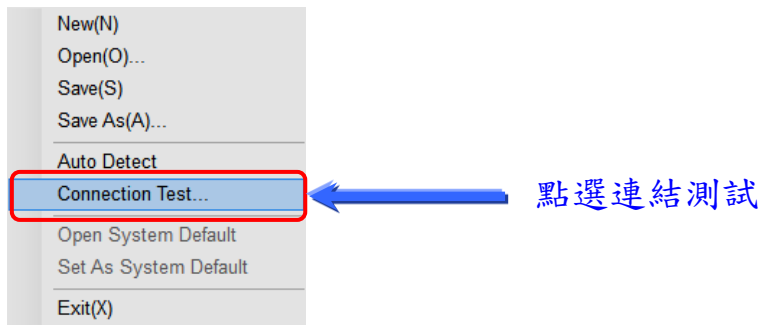 New(N)
Open(O)...
Save(S)
Save As(A)...
Auto Detect
Connection Test...
點選連結測試
Open System Default
Set As System Default
Exit(X)